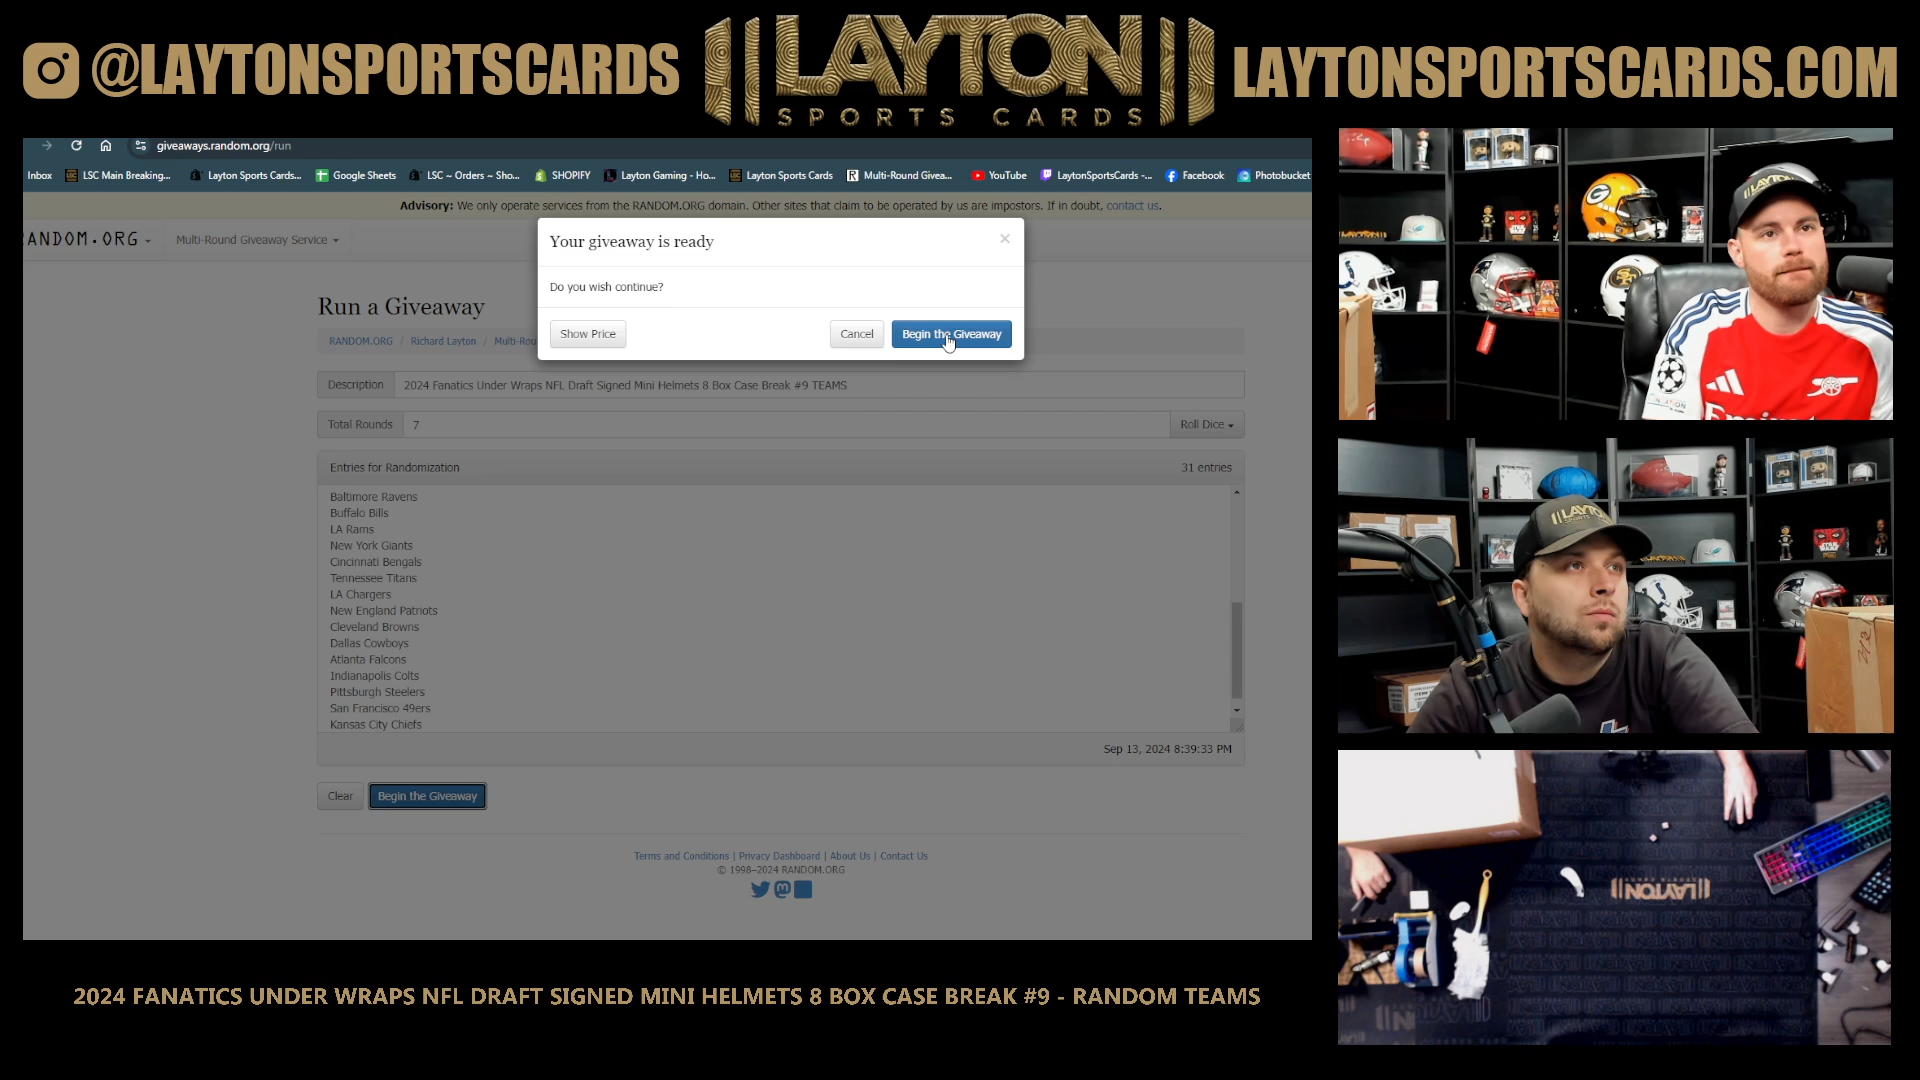 @LAYTONSPORTSCARDS
LAYTON
SPORTS CARDS
LAYTONSPORTSCARDS.COM
giveaways.random.org/run
Inbox LSC Main Breaking... Layton Sports Cards... Google Sheets LSC ~ Orders ~ Sho... SHOPIFY Layton Gaming - Ho... Layton Sports Cards Multi-Round Givea... YouTube LaytonSportsCards -... Facebook Photobucket
Advisory: We only operate services from the RANDOM.ORG domain. Other sites that claim to be operated by us are impostors. If in doubt, contact us.
ANDOM.ORG Multi-Round Giveaway Service
Your giveaway is ready ×
Do you wish continue?
Show Price Cancel Begin the Giveaway
Run a Giveaway
RANDOM.ORG / Richard Layton / Multi-Rou
Description 2024 Fanatics Under Wraps NFL Draft Signed Mini Helmets 8 Box Case Break #9 TEAMS
Total Rounds 7 Roll Dice
Entries for Randomization 31 entries
Baltimore Ravens
Buffalo Bills
LA Rams
New York Giants
Cincinnati Bengals
Tennessee Titans
LA Chargers
New England Patriots
Cleveland Browns
Dallas Cowboys
Atlanta Falcons
Indianapolis Colts
Pittsburgh Steelers
San Francisco 49ers
Kansas City Chiefs
Sep 13, 2024 8:39:33 PM
Clear Begin the Giveaway
Terms and Conditions | Privacy Dashboard | About Us | Contact Us
© 1998–2024 RANDOM.ORG
2024 FANATICS UNDER WRAPS NFL DRAFT SIGNED MINI HELMETS 8 BOX CASE BREAK #9 - RANDOM TEAMS
LAYTON
LAYTON
LAYTON